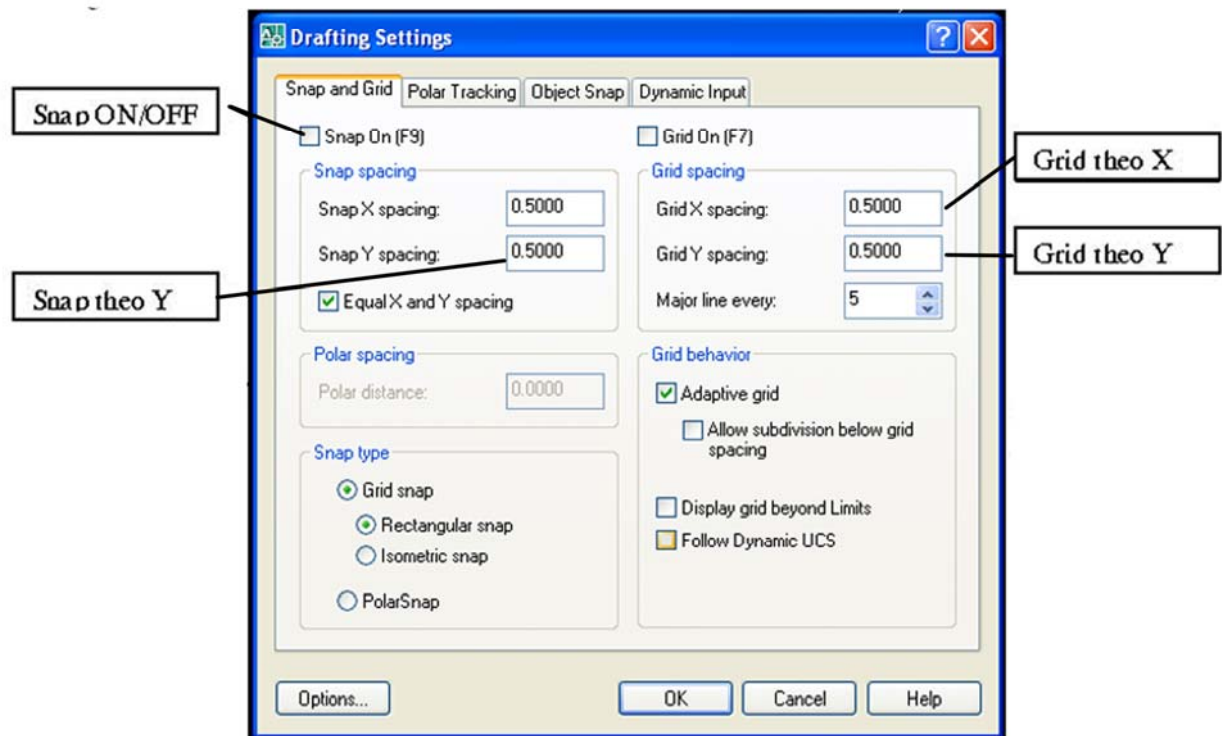 Drafting Settings
Snap and Grid
Polar Tracking
Object Snap
Dynamic Input
Snap ON/OFF
Snap On (F9)
Grid On (F7)
Snap spacing
Snap X spacing: 0.5000
Snap Y spacing: 0.5000
Equal X and Y spacing
Snap theo Y
Grid spacing
Grid X spacing: 0.5000
Grid theo X
Grid Y spacing: 0.5000
Grid theo Y
Major line every: 5
Polar spacing
Polar distance: 0.0000
Snap type
Grid snap
Rectangular snap
Isometric snap
PolarSnap
Grid behavior
Adaptive grid
Allow subdivision below grid
spacing
Display grid beyond Limits
Follow Dynamic UCS
Options...
OK
Cancel
Help